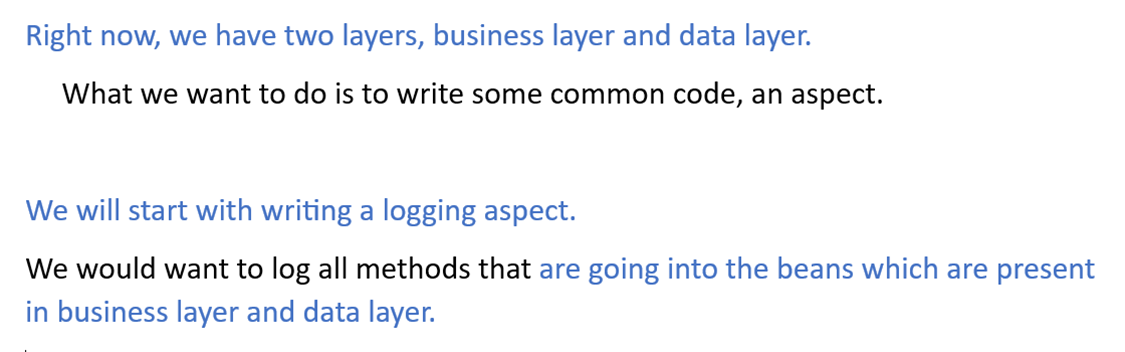 Right now, we have two layers, business layer and data layer.
What we want to do is to write some common code, an aspect.
We will start with writing a logging aspect.
We would want to log all methods that are going into the beans which are present
in business layer and data layer.